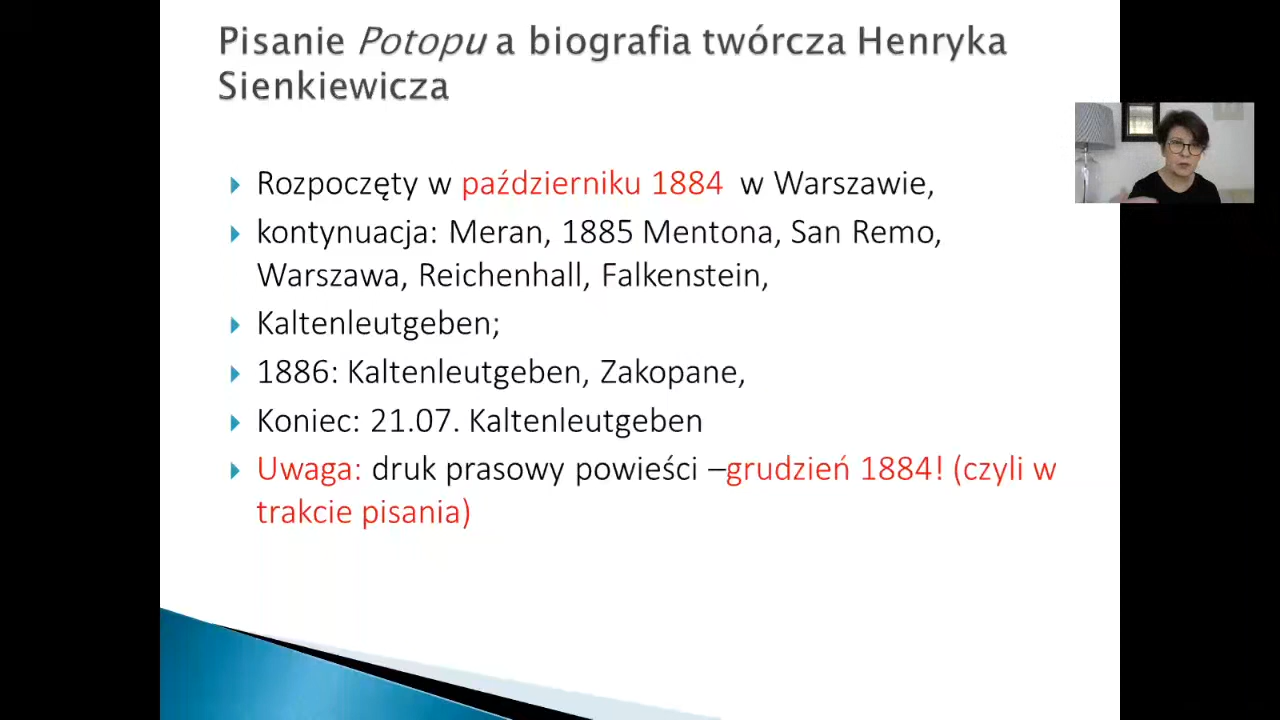 Pisanie Potopu a biografia twórcza Henryka
Sienkiewicza
Rozpoczęty w październiku 1884 w Warszawie,
kontynuacja: Meran, 1885 Mentona, San Remo,
Warszawa, Reichenhall, Falkenstein,
Kaltenleutgeben;
1886: Kaltenleutgeben, Zakopane,
Koniec: 21.07. Kaltenleutgeben
Uwaga: druk prasowy powieści –grudzień 1884! (czyli w
trakcie pisania)